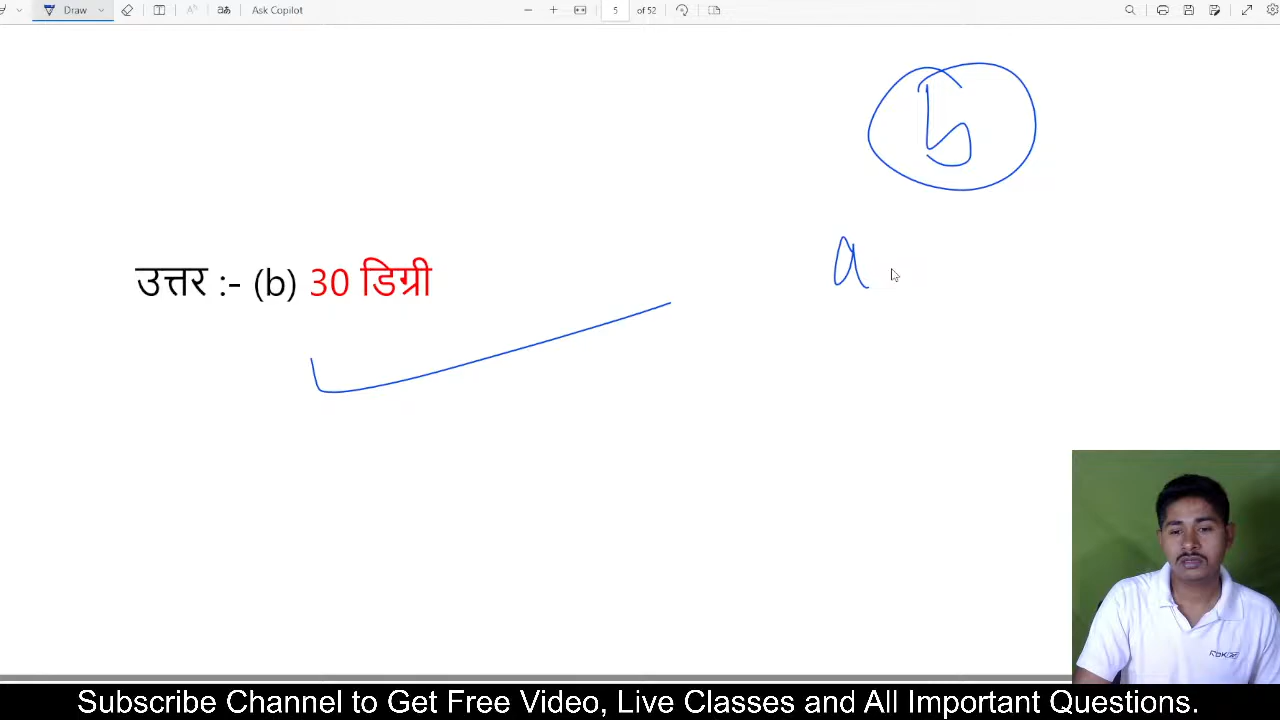 Draw
Ask Copilot
5 of 52
b
उत्तर :- (b) 30 डिग्री
a
Subscribe Channel to Get Free Video, Live Classes and All Important Questions.